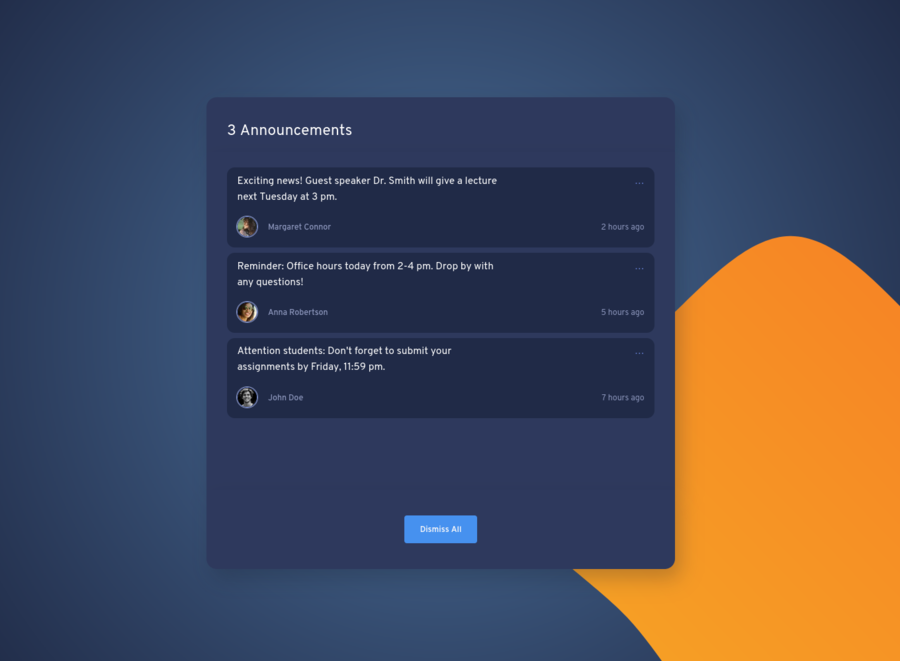 3 Announcements
Exciting news! Guest speaker Dr. Smith will give a lecture
next Tuesday at 3 pm.
...
Margaret Connor
2 hours ago
Reminder: Office hours today from 2-4 pm. Drop by with
any questions!
...
Anna Robertson
5 hours ago
Attention students: Don't forget to submit your
assignments by Friday, 11:59 pm.
...
John Doe
7 hours ago
Dismiss All